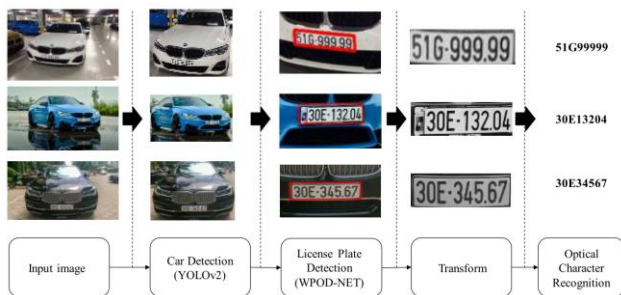 51G-999.99
51G-999.99
51G99999
30E-132.04
30E-132.04
30E13204
30E-345.67
30E-345.67
30E34567
Input image
Car Detection
(YOLOv2)
License Plate
Detection
(WPOD-NET)
Transform
Optical
Character
Recognition